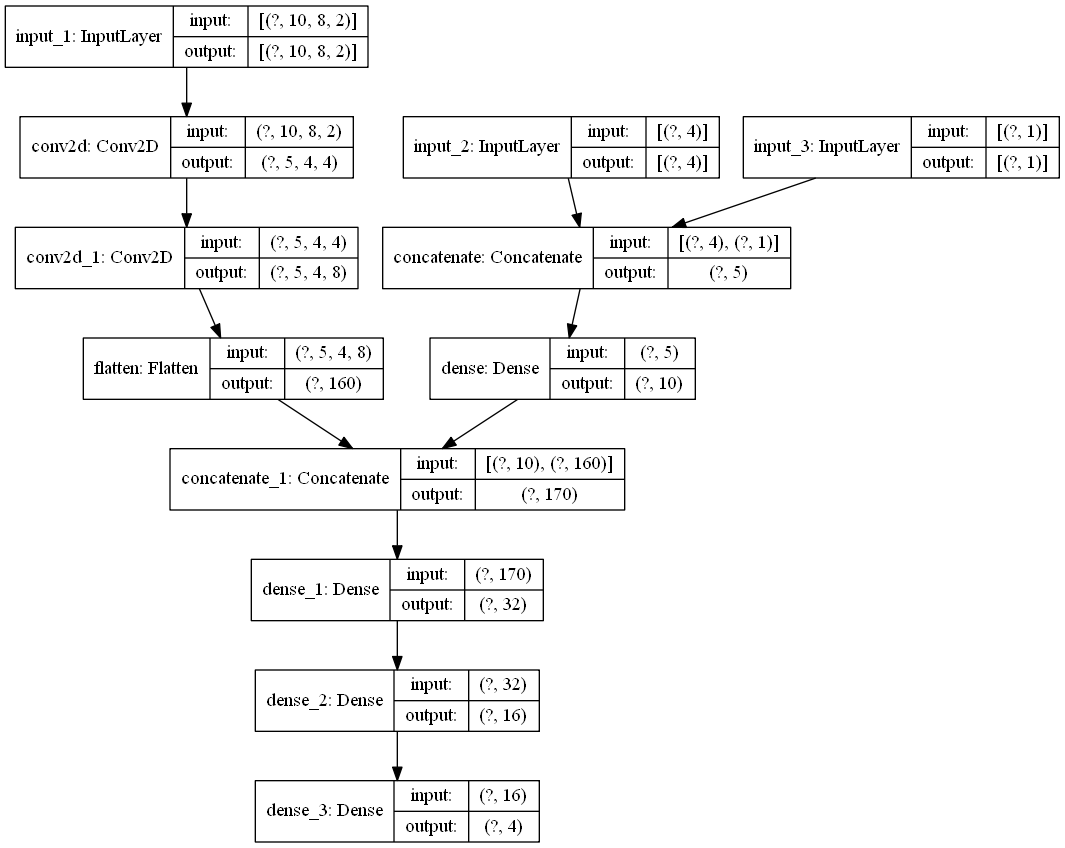 input_1: InputLayer
input: [(?, 10, 8, 2)]
output: [(?, 10, 8, 2)]
conv2d: Conv2D
input: (?, 10, 8, 2)
output: (?, 5, 4, 4)
input_2: InputLayer
input: [(?, 4)]
output: [(?, 4)]
input_3: InputLayer
input: [(?, 1)]
output: [(?, 1)]
conv2d_1: Conv2D
input: (?, 5, 4, 4)
output: (?, 5, 4, 8)
concatenate: Concatenate
input: [(?, 4), (?, 1)]
output: (?, 5)
flatten: Flatten
input: (?, 5, 4, 8)
output: (?, 160)
dense: Dense
input: (?, 5)
output: (?, 10)
concatenate_1: Concatenate
input: [(?, 10), (?, 160)]
output: (?, 170)
dense_1: Dense
input: (?, 170)
output: (?, 32)
dense_2: Dense
input: (?, 32)
output: (?, 16)
dense_3: Dense
input: (?, 16)
output: (?, 4)